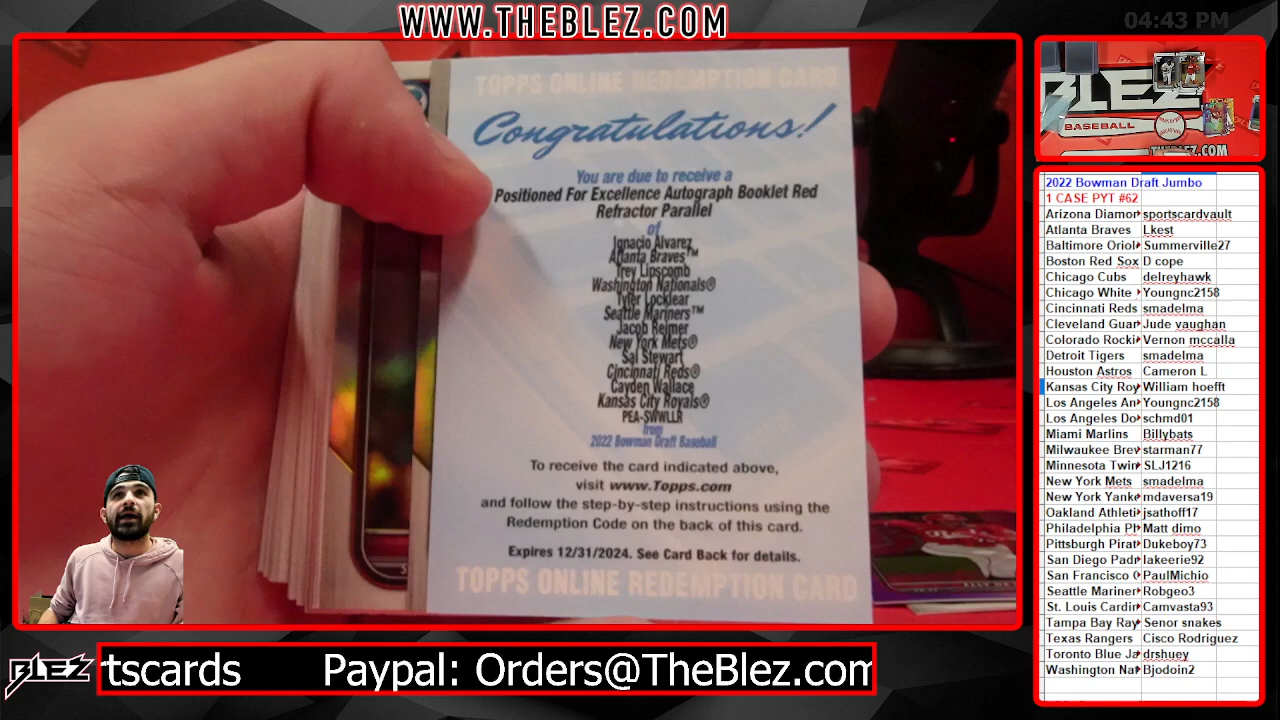 WWW.THEBLEZ.COM
04:43 PM
TOPPS ONLINE REDEMPTION CARD
Congratulations!
You are due to receive a
Positioned For Excellence Autograph Booklet Red
Refractor Parallel
of
Ignacio Alvarez
Atlanta Braves™
Trey Lipscomb
Washington Nationals®
Tyler Locklear
Seattle Mariners™
Jacob Reimer
New York Mets®
Sal Stewart
Cincinnati Reds®
Cayden Wallace
Kansas City Royals®
PEA-SWWLLR
from
2022 Bowman Draft Baseball
To receive the card indicated above,
visit www.Topps.com
and follow the step-by-step instructions using the
Redemption Code on the back of this card.
Expires 12/31/2024. See Card Back for details.
PS ONLINE REDEMPTION CARD
BLEZ
BASEBALL
THEBLEZ.COM
2022 Bowman Draft Jumbo
1 CASE PYT #62
Arizona Diamor sportscardvault
Atlanta Braves Lkest
Baltimore Oriol Summerville27
Boston Red Sox D cope
Chicago Cubs delreyhawk
Chicago White Youngnc2158
Cincinnati Reds smadelma
Cleveland Guar Jude vaughan
Colorado Rocki Vernon mccalla
Detroit Tigers smadelma
Houston Astros Cameron L
Kansas City Roy William hoefft
Los Angeles An Youngnc2158
Los Angeles Do schmd01
Miami Marlins Billybats
Milwaukee Brev starman77
Minnesota Twin SLJ1216
New York Mets smadelma
New York Yanke mdaversa19
Oakland Athleti jsathoff17
Philadelphia Ph Matt dimo
Pittsburgh Pirat Dukeboy73
San Diego Padr lakeerie92
San Francisco ( PaulMichio
Seattle Mariner Robgeo3
St. Louis Cardir Camvasta93
Tampa Bay Ray Senor snakes
Texas Rangers Cisco Rodriguez
Toronto Blue Ja drshuey
Washington Na Bjodoin2
BLEZ
tscards Paypal: Orders@TheBlez.com